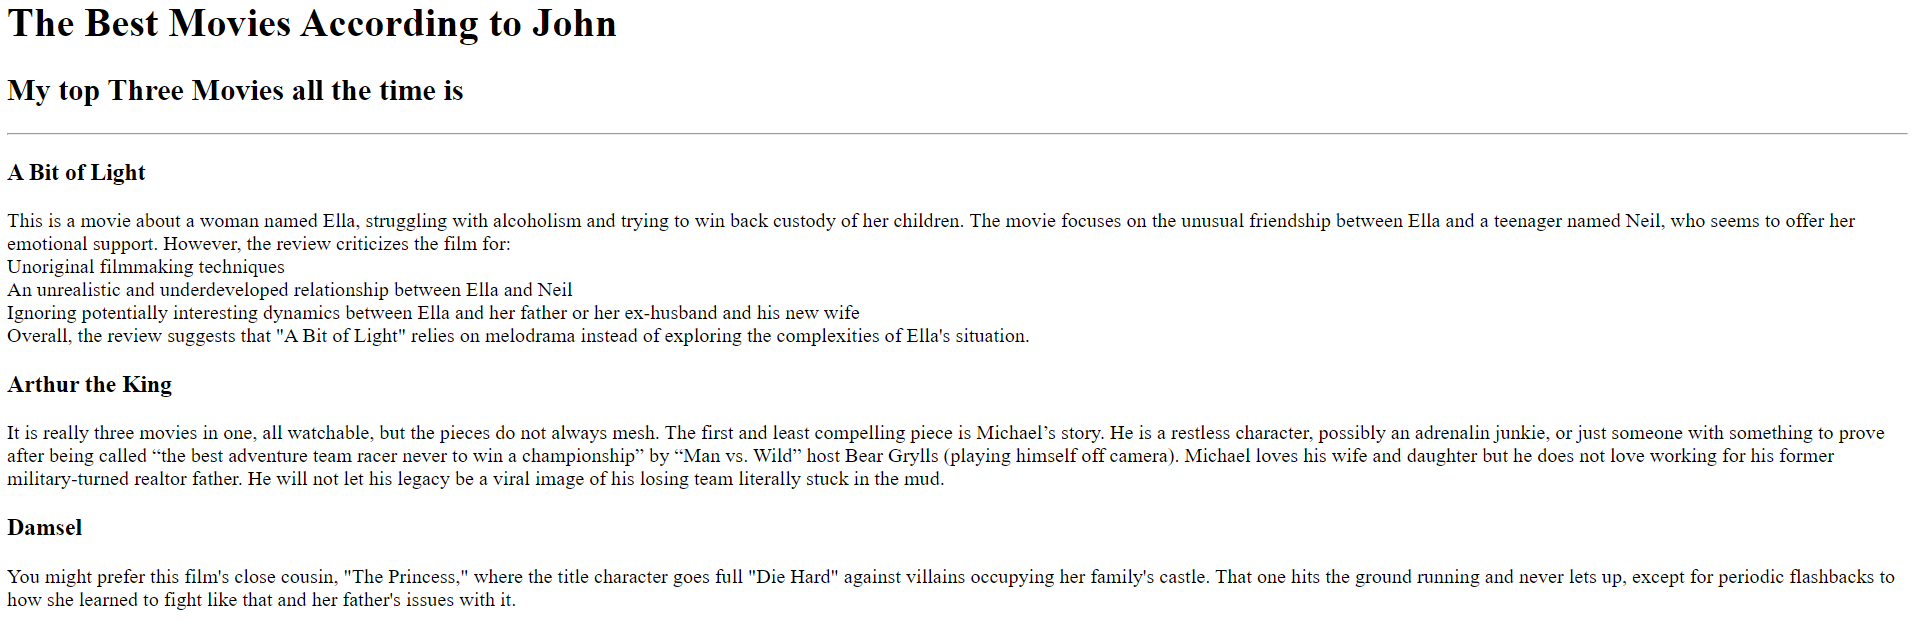 The Best Movies According to John
My top Three Movies all the time is
A Bit of Light
This is a movie about a woman named Ella, struggling with alcoholism and trying to win back custody of her children. The movie focuses on the unusual friendship between Ella and a teenager named Neil, who seems to offer her
emotional support. However, the review criticizes the film for:
Unoriginal filmmaking techniques
An unrealistic and underdeveloped relationship between Ella and Neil
Ignoring potentially interesting dynamics between Ella and her father or her ex-husband and his new wife
Overall, the review suggests that "A Bit of Light" relies on melodrama instead of exploring the complexities of Ella's situation.
Arthur the King
It is really three movies in one, all watchable, but the pieces do not always mesh. The first and least compelling piece is Michael’s story. He is a restless character, possibly an adrenalin junkie, or just someone with something to prove
after being called “the best adventure team racer never to win a championship” by “Man vs. Wild” host Bear Grylls (playing himself off camera). Michael loves his wife and daughter but he does not love working for his former
military-turned realtor father. He will not let his legacy be a viral image of his losing team literally stuck in the mud.
Damsel
You might prefer this film's close cousin, "The Princess," where the title character goes full "Die Hard" against villains occupying her family's castle. That one hits the ground running and never lets up, except for periodic flashbacks to
how she learned to fight like that and her father's issues with it.